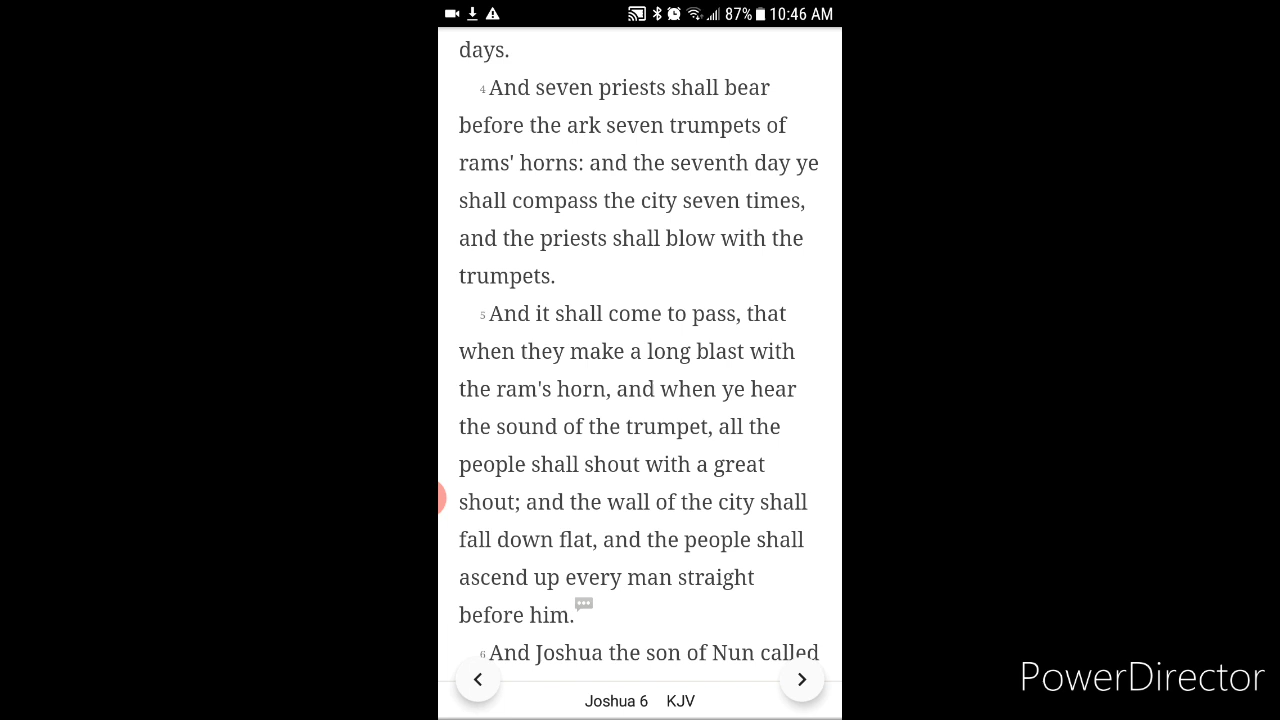 87% 10:46 AM
days.
4 And seven priests shall bear
before the ark seven trumpets of
rams' horns: and the seventh day ye
shall compass the city seven times,
and the priests shall blow with the
trumpets.
5 And it shall come to pass, that
when they make a long blast with
the ram's horn, and when ye hear
the sound of the trumpet, all the
people shall shout with a great
shout; and the wall of the city shall
fall down flat, and the people shall
ascend up every man straight
before him.
6 And Joshua the son of Nun called
Joshua 6 KJV
PowerDirector